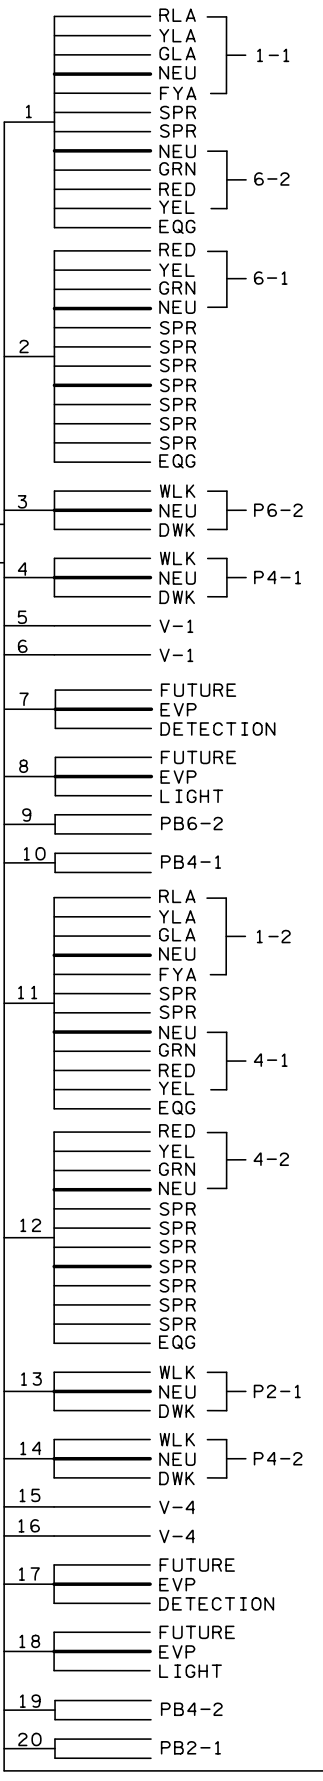 RLA
YLA
GLA 1-1
NEU
FYA
1 SPR
SPR
NEU
GRN
RED 6-2
YEL
EQG
RED
YEL 6-1
GRN
NEU
SPR
2 SPR
SPR
SPR
SPR
SPR
SPR
EQG
WLK
3 NEU P6-2
DWK
WLK
4 NEU P4-1
DWK
5 V-1
6 V-1
FUTURE
7 EVP
DETECTION
FUTURE
8 EVP
LIGHT
9 PB6-2
10 PB4-1
RLA
YLA
GLA 1-2
NEU
FYA
11 SPR
SPR
NEU
GRN 4-1
RED
YEL
EQG
RED
YEL 4-2
GRN
NEU
SPR
12 SPR
SPR
SPR
SPR
SPR
SPR
EQG
WLK
13 NEU P2-1
DWK
WLK
14 NEU P4-2
DWK
15 V-4
16 V-4
FUTURE
17 EVP
DETECTION
FUTURE
18 EVP
LIGHT
19 PB4-2
20 PB2-1